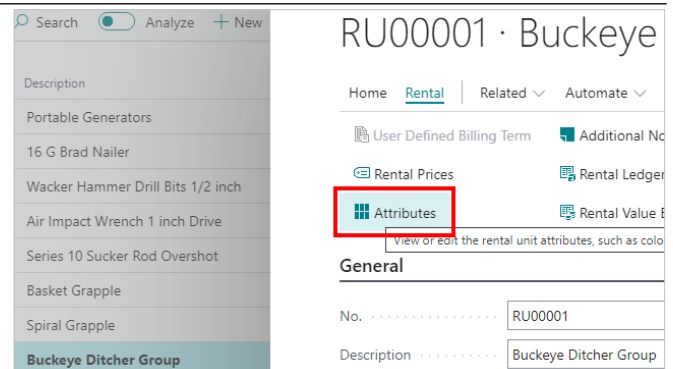 Search Analyze + New
Description
Portable Generators
16 G Brad Nailer
Wacker Hammer Drill Bits 1/2 inch
Air Impact Wrench 1 inch Drive
Series 10 Sucker Rod Overshot
Basket Grapple
Spiral Grapple
Buckeye Ditcher Group
RU00001 · Buckeye
Home Rental Related Automate
User Defined Billing Term Additional No
Rental Prices Rental Ledger
Attributes Rental Value E
View or edit the rental unit attributes, such as colo
General
No. RU00001
Description Buckeye Ditcher Group